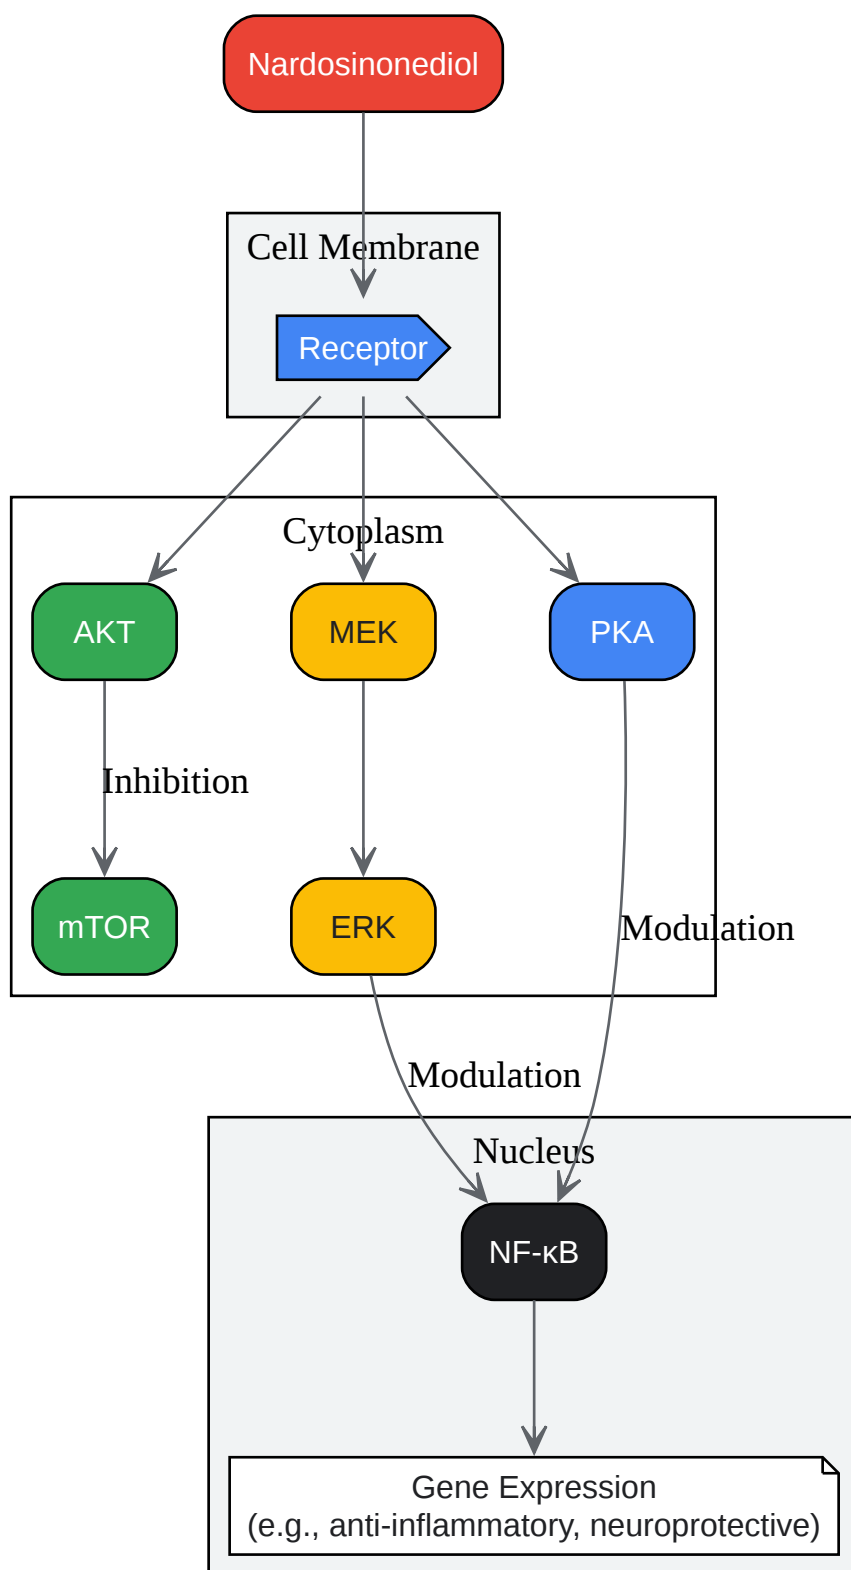 Nardosinonediol
Cell Membrane
Receptor
Cytoplasm
AKT
MEK
PKA
Inhibition
mTOR
ERK
Modulation
Modulation
Nucleus
NF-κB
Gene Expression
(e.g., anti-inflammatory, neuroprotective)